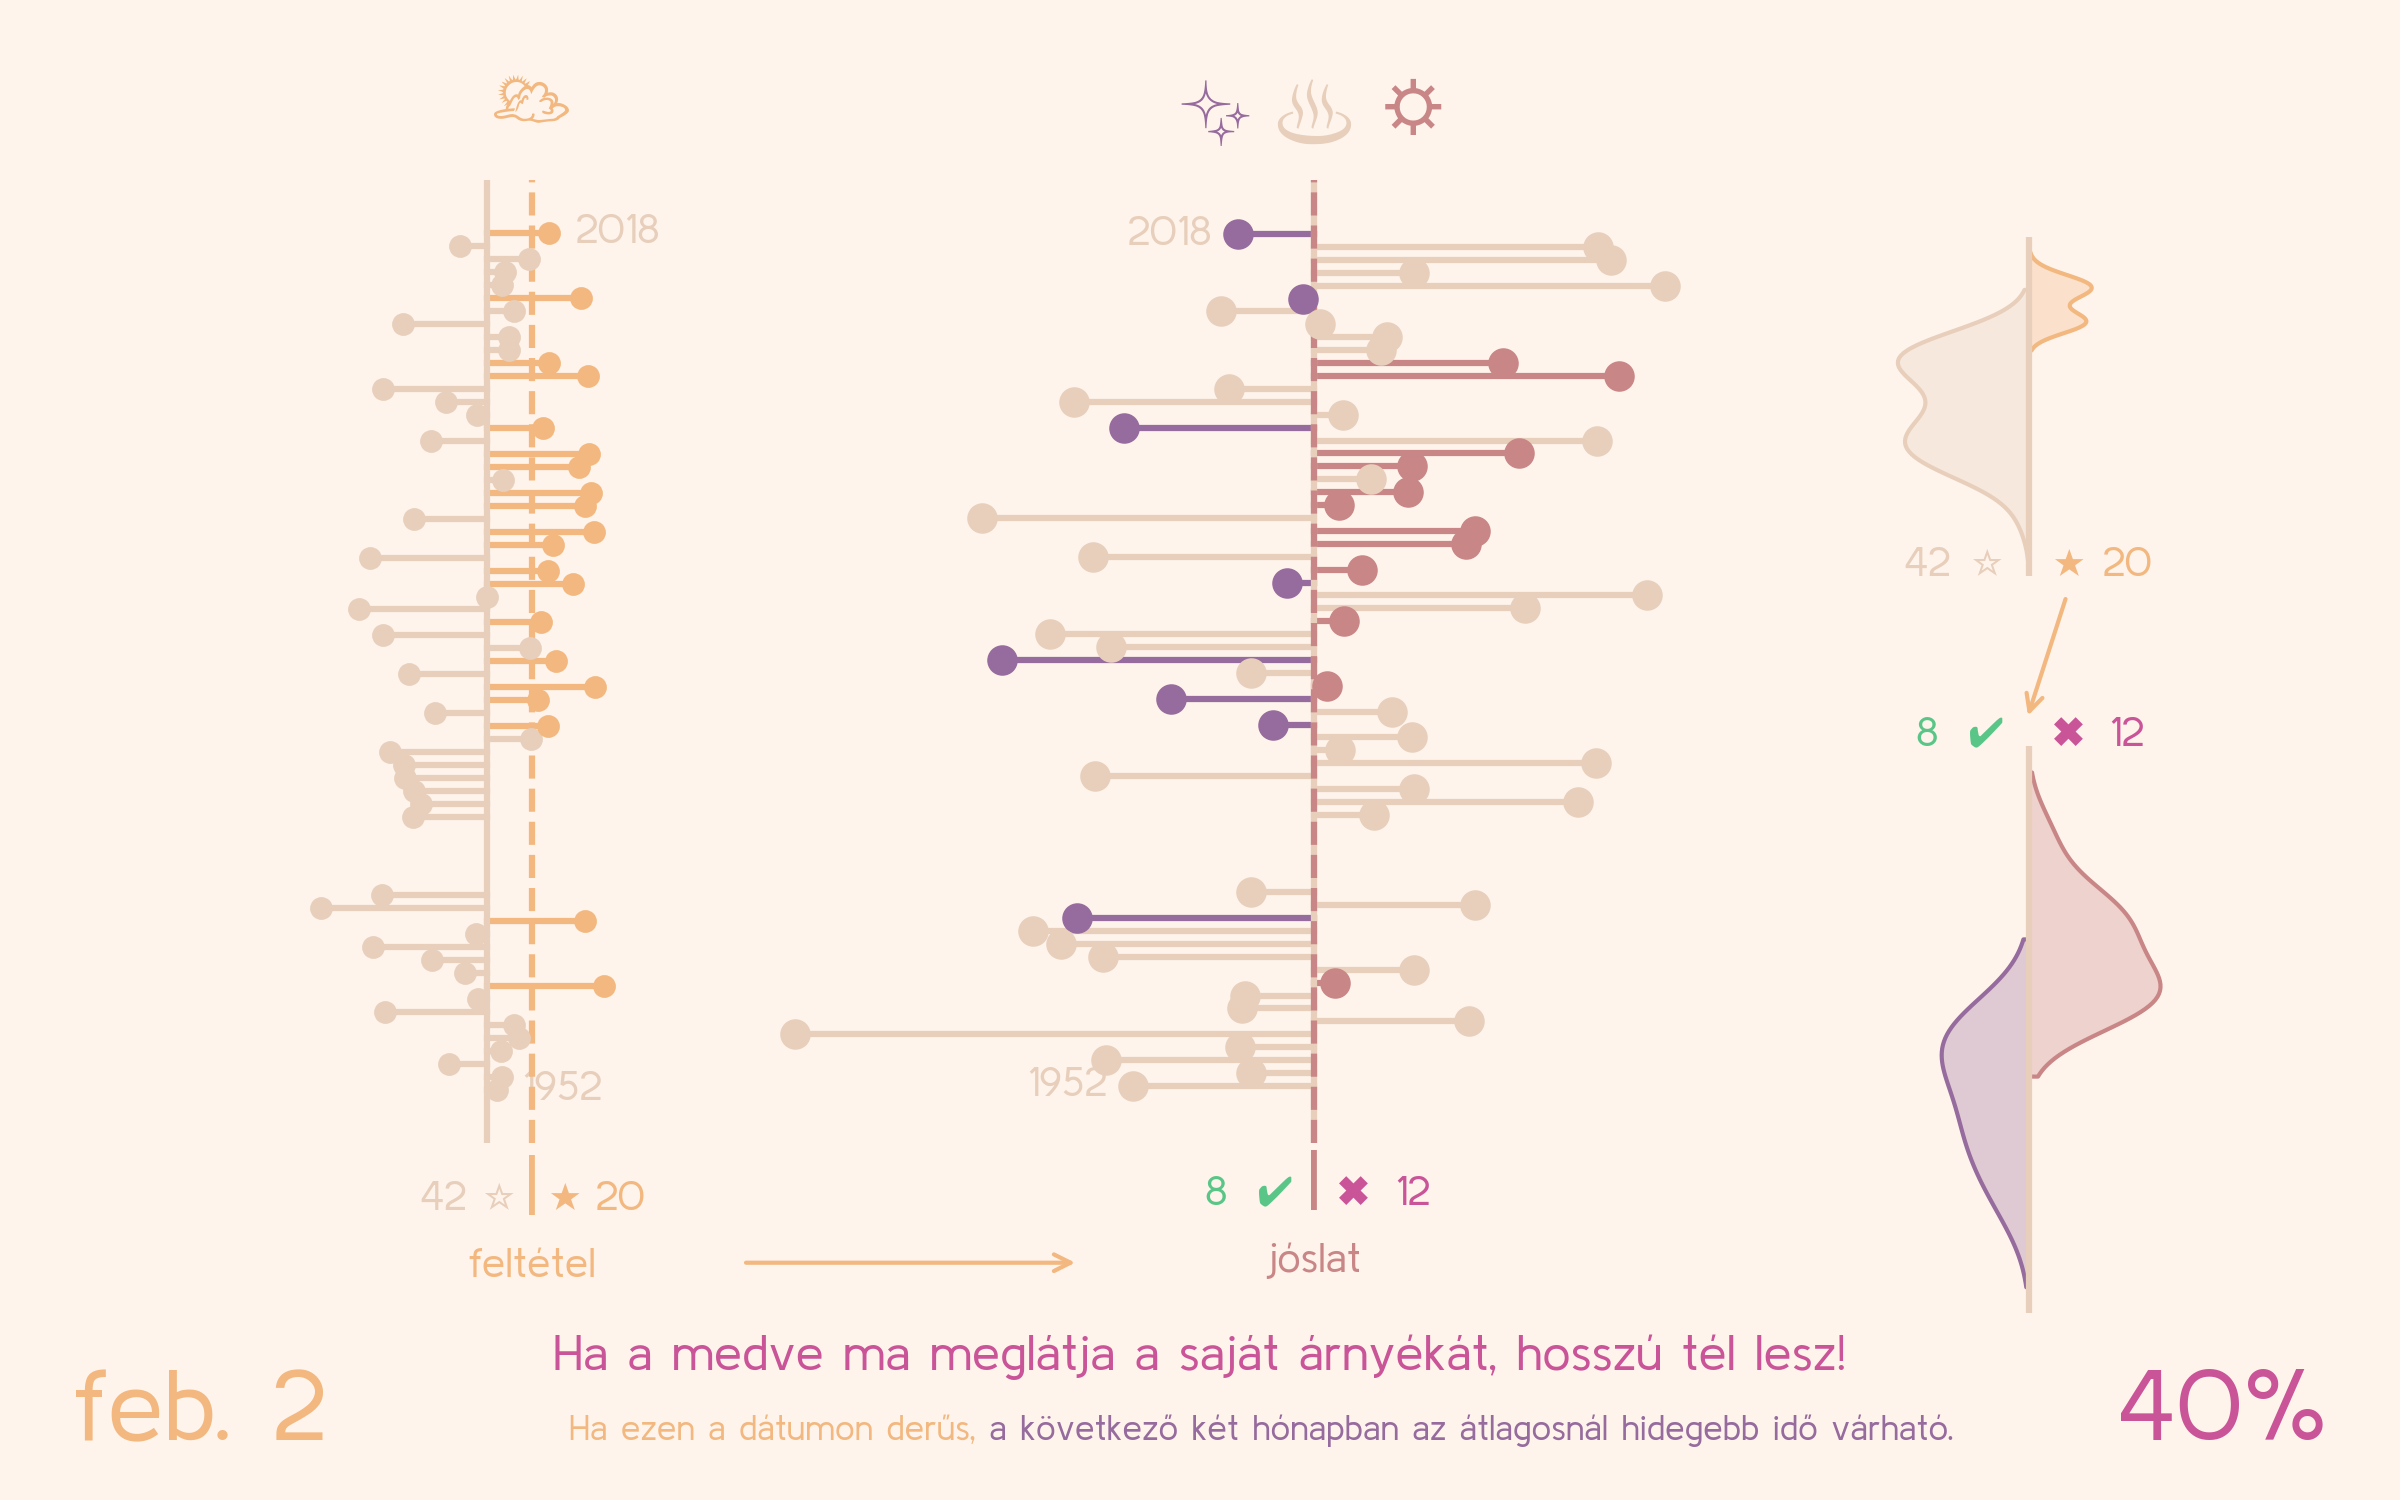 2018
2018
1952
1952
42 ☆ ★ 20
8 ✔ ✖ 12
42 ☆ ★ 20
8 ✔ ✖ 12
feltétel
jóslat
Ha a medve ma meglátja a saját árnyékát, hosszú tél lesz!
feb. 2
40%
Ha ezen a dátumon derűs, a következő két hónapban az átlagosnál hidegebb idő várható.